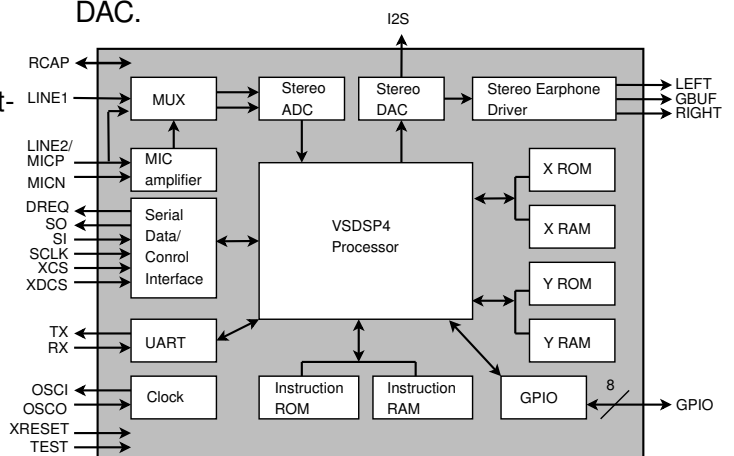 DAC.
t-
I2S
RCAP
LINE1
LINE2/
MICP
MICN
MUX
Stereo
ADC
Stereo
DAC
Stereo Earphone
Driver
LEFT
GBUF
RIGHT
MIC
amplifier
DREQ
SO
SI
SCLK
XCS
XDCS
Serial
Data/
Conrol
Interface
VSDSP4
Processor
X ROM
X RAM
Y ROM
Y RAM
TX
RX
UART
OSCI
OSCO
Clock
Instruction
ROM
Instruction
RAM
GPIO
8
GPIO
XRESET
TEST